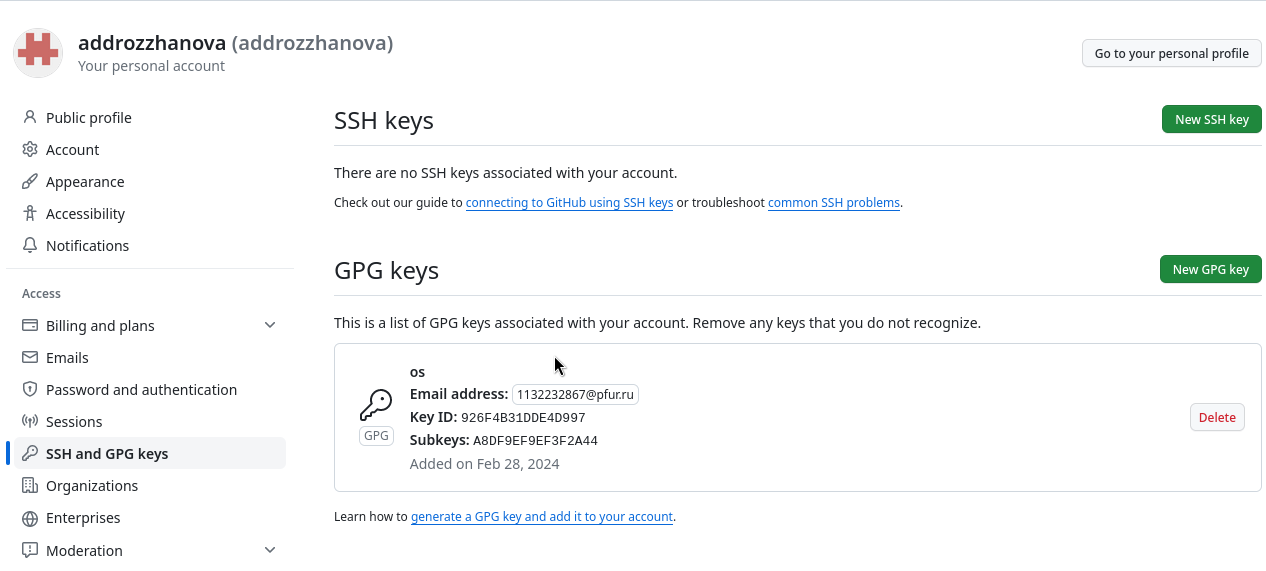 addrozzhanova (addrozzhanova)
Your personal account
Go to your personal profile
Public profile
Account
Appearance
Accessibility
Notifications
Access
Billing and plans
Emails
Password and authentication
Sessions
SSH and GPG keys
Organizations
Enterprises
Moderation
SSH keys
New SSH key
There are no SSH keys associated with your account.
Check out our guide to connecting to GitHub using SSH keys or troubleshoot common SSH problems.
GPG keys
New GPG key
This is a list of GPG keys associated with your account. Remove any keys that you do not recognize.
os
Email address: 1132232867@pfur.ru
Key ID: 926F4B31DDE4D997
GPG
Subkeys: A8DF9EF9EF3F2A44
Added on Feb 28, 2024
Delete
Learn how to generate a GPG key and add it to your account.